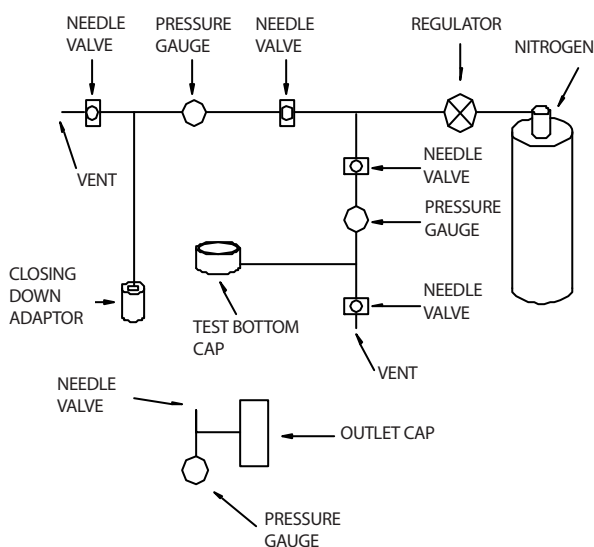 NEEDLE
VALVE
PRESSURE
GAUGE
NEEDLE
VALVE
REGULATOR
NITROGEN
VENT
NEEDLE
VALVE
PRESSURE
GAUGE
CLOSING
DOWN
ADAPTOR
TEST BOTTOM
CAP
NEEDLE
VALVE
VENT
NEEDLE
VALVE
OUTLET CAP
PRESSURE
GAUGE